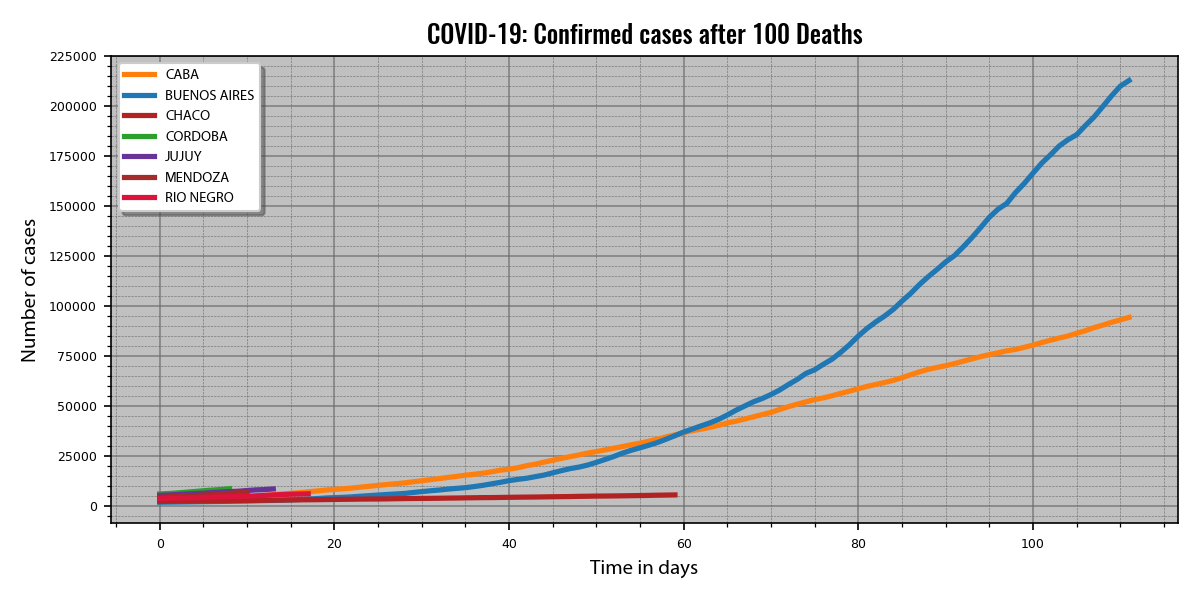 COVID-19: Confirmed cases after 100 Deaths
225000
200000
175000
150000
125000
100000
75000
50000
25000
0
Number of cases
CABA
BUENOS AIRES
CHACO
CORDOBA
JUJUY
MENDOZA
RIO NEGRO
0 20 40 60 80 100
Time in days